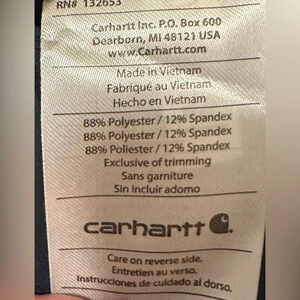 RN# 132653
Carhartt Inc. P.O. Box 600
Dearborn, MI 48121 USA
www.Carhartt.com
Made in Vietnam
Fabriqué au Vietnam
Hecho en Vietnam
88% Polyester / 12% Spandex
88% Polyester / 12% Spandex
88% Poliester / 12% Spandex
Exclusive of trimming
Sans garniture
Sin incluir adorno
carhartt
Care on reverse side.
Entretien au verso.
Instrucciones de cuidado al dorso.